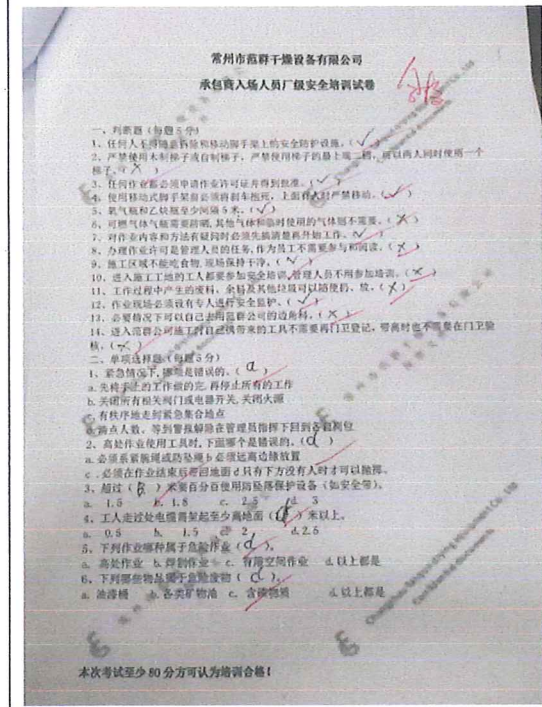 常州市范群干燥设备有限公司
承包商入场人员厂级安全培训试卷
合格
一、判断题（每题5分）
1、任何人不得随意拆除和移动脚手架上的安全防护设施。（✓）
2、严禁使用木制梯子或自制梯子，严禁使用梯子的最上端二档，所以两人同时使用一个
梯子。（×）
3、任何作业都必须申请作业许可证并得到批准。（✓）
4、使用移动式脚手架前必须将刹车拖死，上面有人时严禁移动。（✓）
5、氧气瓶和乙炔瓶至少间隔5米。（✓）
6、可燃气体气瓶需要防晒，其他气体和临时使用的气体则不需要。（×）
7、对作业内容和方法有疑问时必须先搞清楚再开始工作。（✓）
8、办理作业许可是管理人员的任务，作为员工不需要参与和阅读。（×）
9、施工区域不能吃食物，现场保持干净。（✓）
10、进入施工工地的工人都要参加安全培训，管理人员不用参加培训。（×）
11、工作过程中产生的废料、余料及其他垃圾可以随便扔、放。（×）
12、作业现场必须设有专人进行安全监护。（✓）
13、必要情况下可以自己去用范群公司的边角料。（×）
14、进入范群公司施工时自己携带来的工具不需要再门卫登记，带离时也不需要在门卫验
核。（×）
二、单项选择题（每题5分）
1、紧急情况下，哪项是错误的。（a）
a.先将手上的工作做的完，再停止所有的工作
b.关闭所有相关阀门或电器开关，关闭火源
c.有秩序地走到紧急集合地点
d.清点人数，等到警报解除在管理员指挥下回到各自岗位
2、高处作业使用工具时，下面哪个是错误的。（d）
a.必须系紧腕绳或防坠绳 b 必须远离边缘放置
c.必须在作业结束后带回地面 d 只有下方没有人时才可以抛掷。
3、超过（B）米要百分百使用防坠落保护设备（如安全带）。
a. 1.5 b. 1.8 c. 2.5 d. 3
4、工人走过处电缆需架起至少离地面（d）米以上。
a. 0.5 b. 1.5 c. 2 d. 2.5
5、下列作业哪种属于危险作业（d）。
a. 高处作业 b. 焊割作业 c. 有限空间作业 d.以上都是
6、下列哪些物品属于危险废物（d）。
a. 油漆桶 b.各类矿物油 c. 含磷物质 d.以上都是
本次考试至少80分方可认为培训合格！